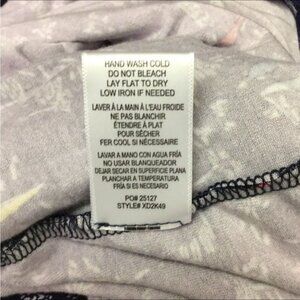 HAND WASH COLD
DO NOT BLEACH
LAY FLAT TO DRY
LOW IRON IF NEEDED
LAVER À LA MAIN À L'EAU FROIDE
NE PAS BLANCHIR
ÉTENDRE À PLAT
POUR SÉCHER
FER COOL SI NÉCESSAIRE
LAVAR A MANO CON AGUA FRÍA
NO USAR BLANQUEADOR
DEJAR SECAR EN SUPERFICIE PLANA
PLANCHAR A TEMPERATURA
FRÍA SI ES NECESARIO
PO# 25127
STYLE# XD2K49